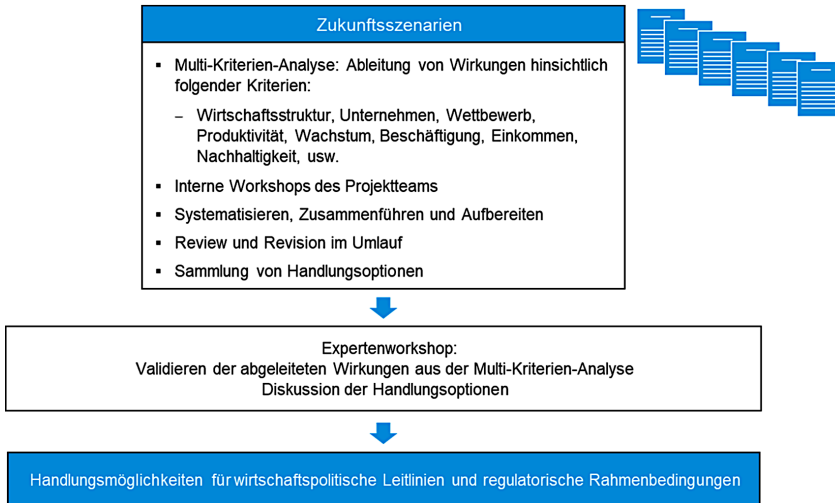 Zukunftsszenarien
▪ Multi-Kriterien-Analyse: Ableitung von Wirkungen hinsichtlich
folgender Kriterien:
– Wirtschaftsstruktur, Unternehmen, Wettbewerb,
Produktivität, Wachstum, Beschäftigung, Einkommen,
Nachhaltigkeit, usw.
▪ Interne Workshops des Projektteams
▪ Systematisieren, Zusammenführen und Aufbereiten
▪ Review und Revision im Umlauf
▪ Sammlung von Handlungsoptionen
Expertenworkshop:
Validieren der abgeleiteten Wirkungen aus der Multi-Kriterien-Analyse
Diskussion der Handlungsoptionen
Handlungsmöglichkeiten für wirtschaftspolitische Leitlinien und regulatorische Rahmenbedingungen